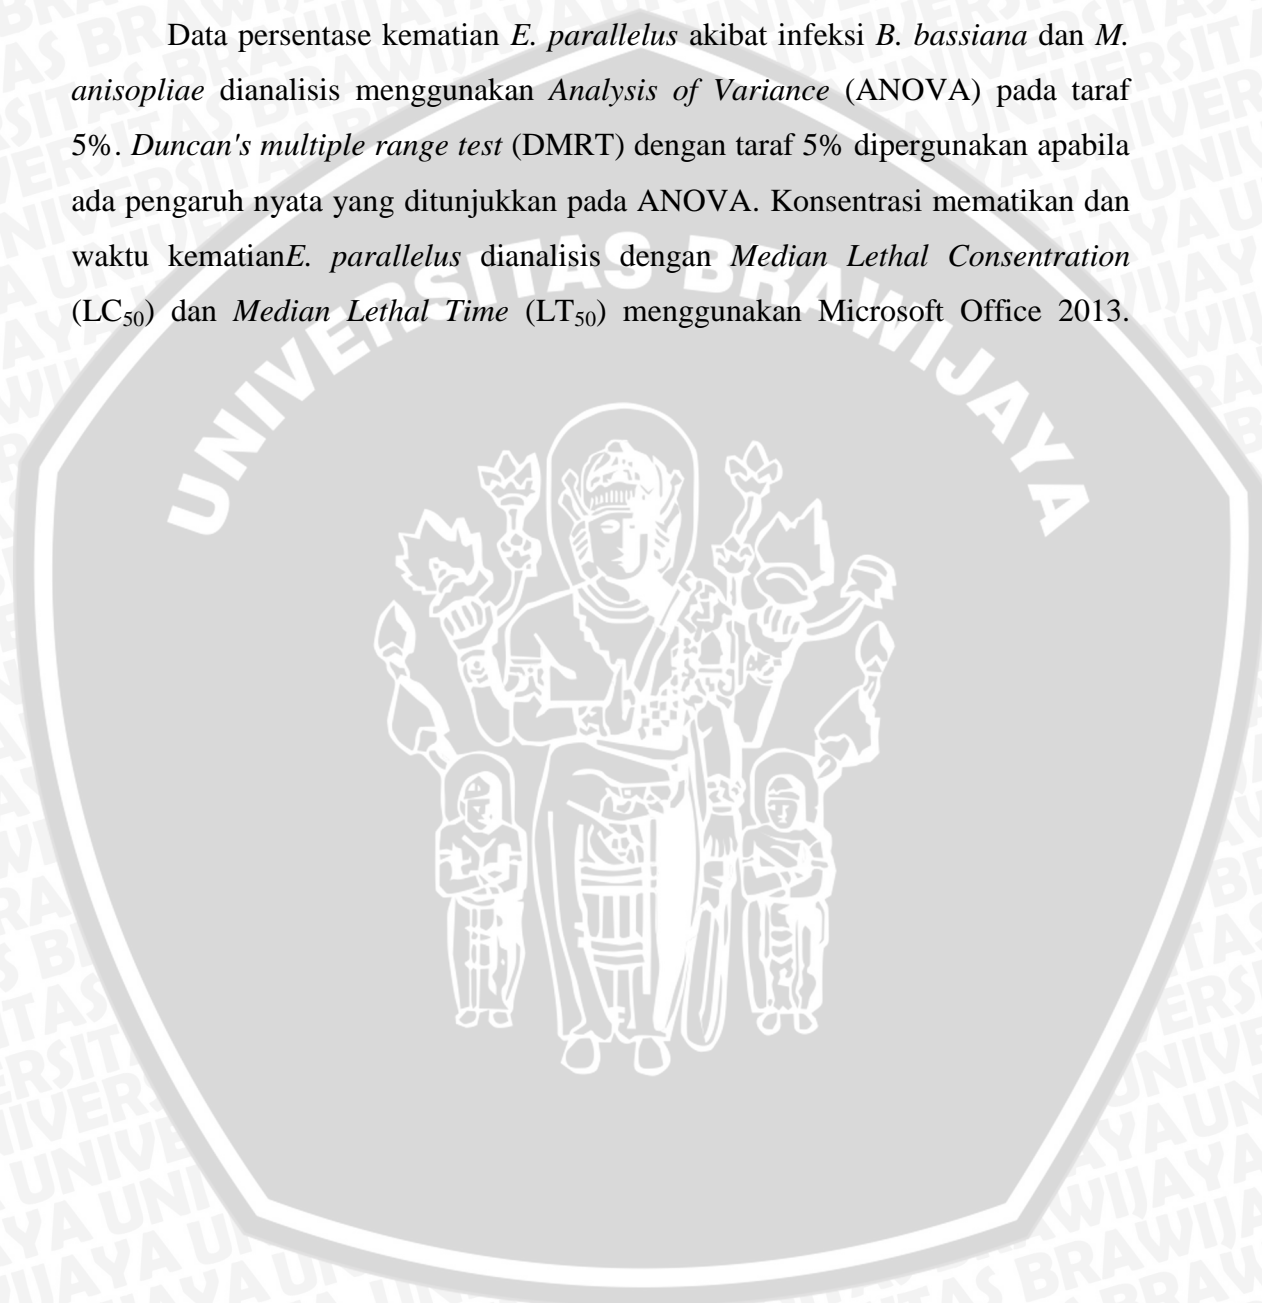 Data persentase kematian E. parallelus akibat infeksi B. bassiana dan M.
anisopliae dianalisis menggunakan Analysis of Variance (ANOVA) pada taraf
5%. Duncan's multiple range test (DMRT) dengan taraf 5% dipergunakan apabila
ada pengaruh nyata yang ditunjukkan pada ANOVA. Konsentrasi mematikan dan
waktu kematianE. parallelus dianalisis dengan Median Lethal Consentration
(LC50) dan Median Lethal Time (LT50) menggunakan Microsoft Office 2013.
UNIVERSITAS BRAWIJAYA